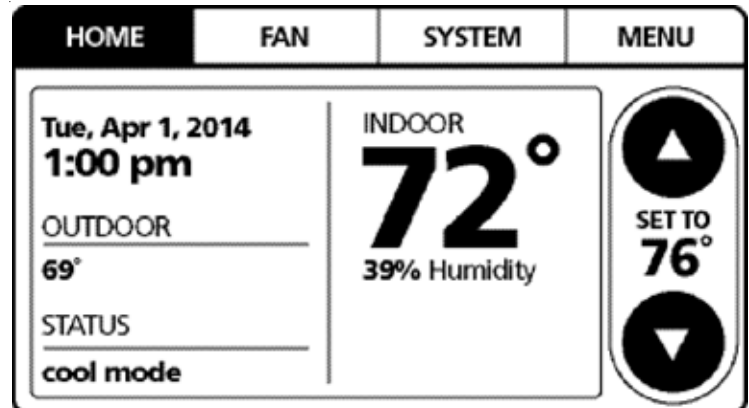 HOME FAN SYSTEM MENU
Tue, Apr 1, 2014
1:00 pm
OUTDOOR
69°
STATUS
cool mode
INDOOR
72°
39% Humidity
SET TO
76°